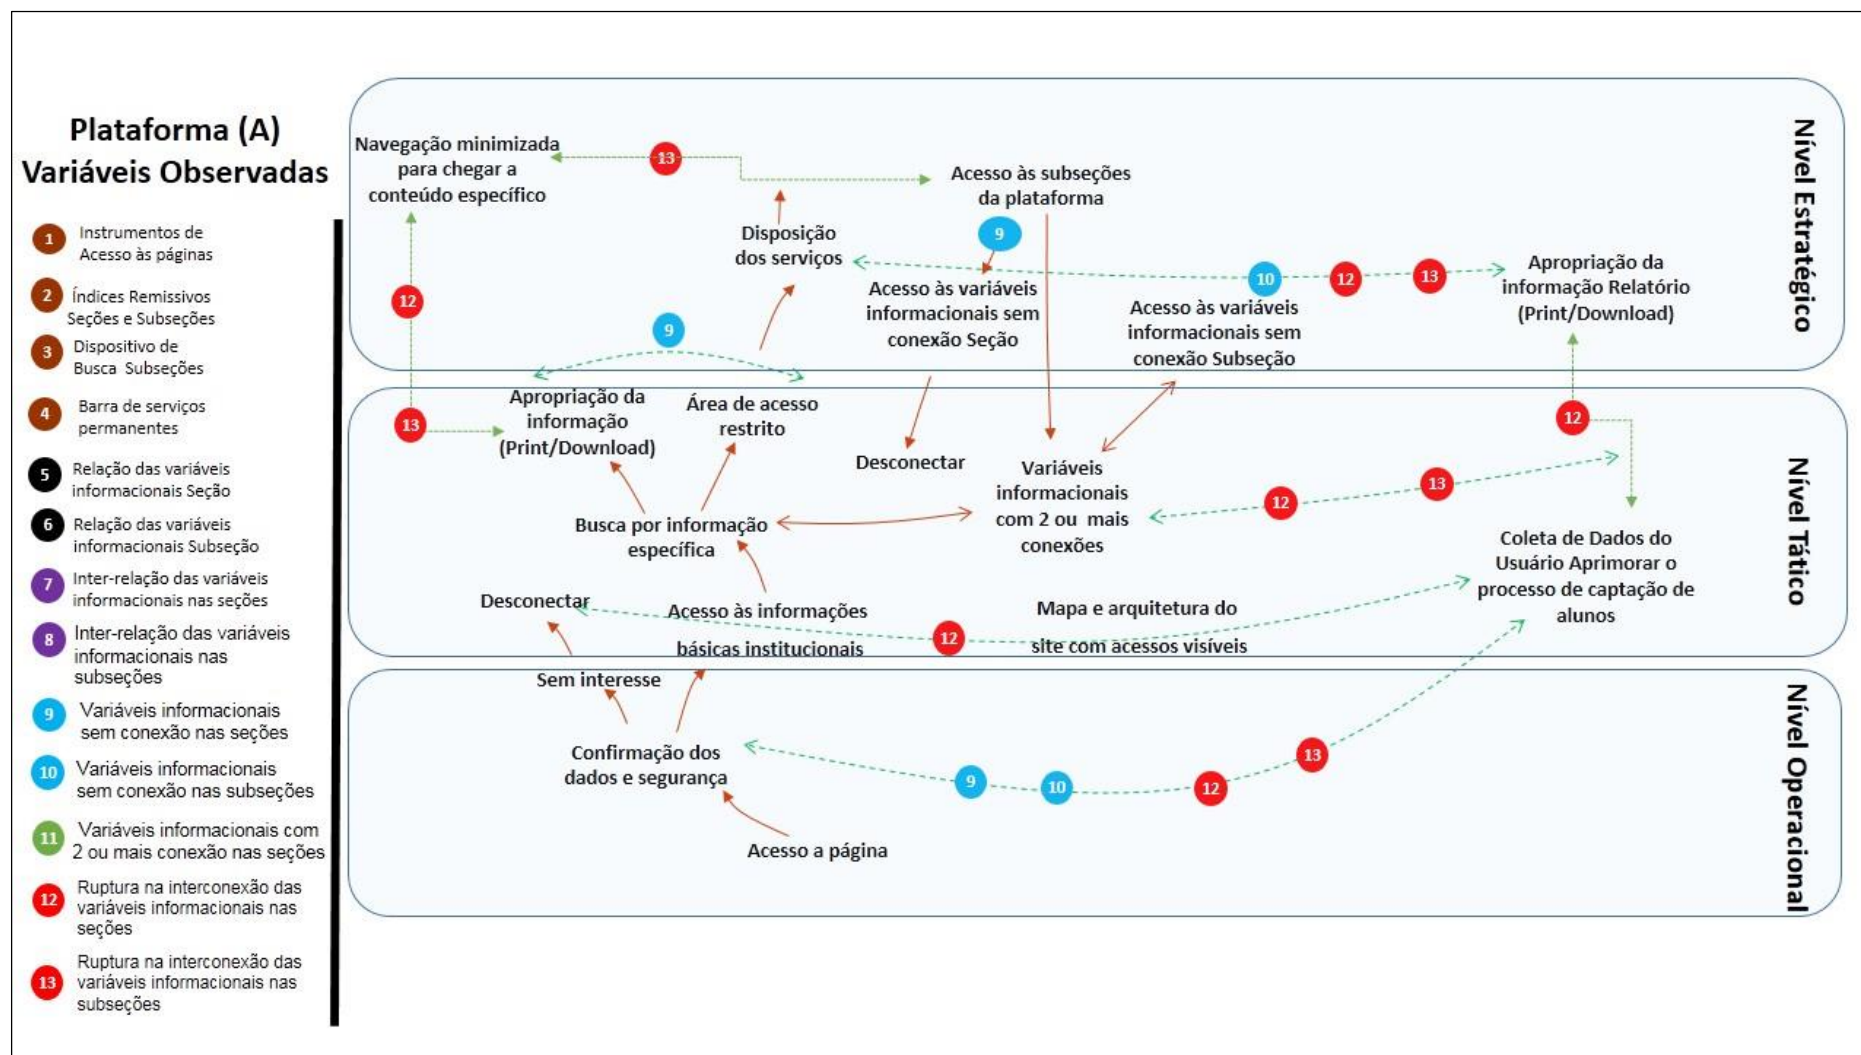 Plataforma (A)
Variáveis Observadas
1
Instrumentos de
Acesso às páginas
2
Índices Remissivos
Seções e Subseções
3
Dispositivo de
Busca Subseções
4
Barra de serviços
permanentes
5
Relação das variáveis
informacionais Seção
6
Relação das variáveis
informacionais Subseção
7
Inter-relação das variáveis
informacionais nas seções
8
Inter-relação das variáveis
informacionais nas
subseções
9
Variáveis informacionais
sem conexão nas seções
10
Variáveis informacionais
sem conexão nas subseções
11
Variáveis informacionais com
2 ou mais conexão nas seções
12
Ruptura na interconexão das
variáveis informacionais nas
seções
13
Ruptura na interconexão das
variáveis informacionais nas
subseções
Nível Estratégico
Navegação minimizada
para chegar a
conteúdo específico
13
Acesso às subseções
da plataforma
9
Disposição
dos serviços
10
12
13
Apropriação da
informação Relatório
(Print/Download)
12
9
Acesso às variáveis
informacionais sem
conexão Seção
Acesso às variáveis
informacionais sem
conexão Subseção
Nível Tático
13
Apropriação da
informação
(Print/Download)
Área de acesso
restrito
Desconectar
Variáveis
informacionais
com 2 ou mais
conexões
12
12
13
Busca por informação
específica
Coleta de Dados do
Usuário Aprimorar o
processo de captação de
alunos
Desconectar
Acesso às informações
básicas institucionais
12
Mapa e arquitetura do
site com acessos visíveis
Nível Operacional
Sem interesse
Confirmação dos
dados e segurança
9
10
12
13
Acesso a página